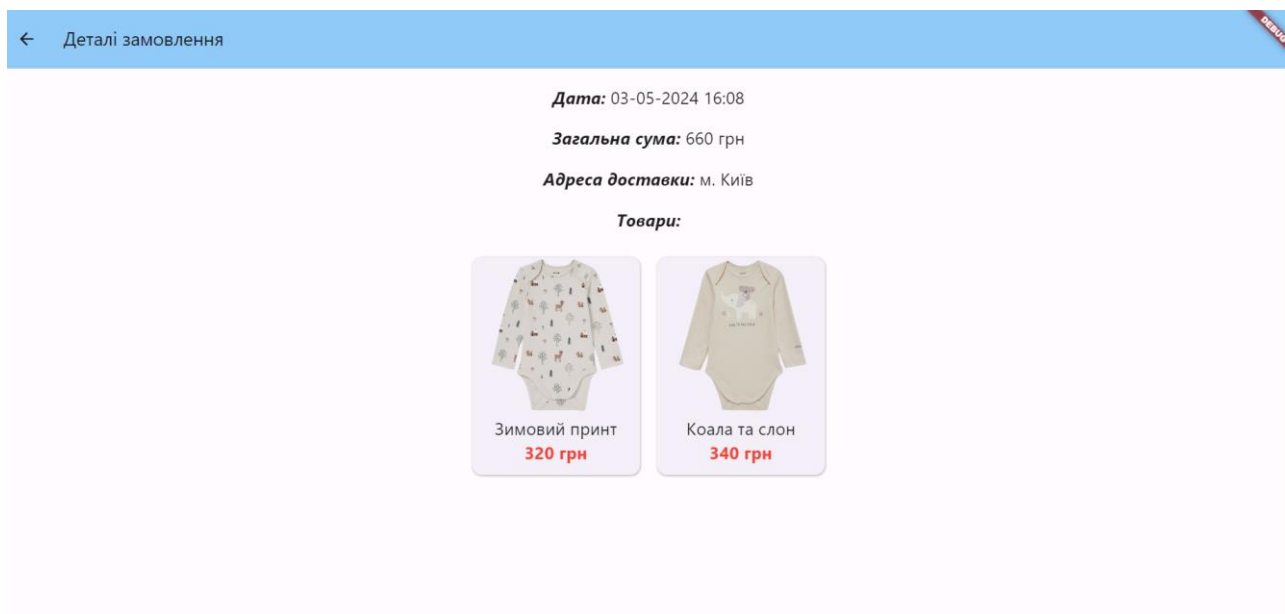 Деталі замовлення
DEBUG
Дата: 03-05-2024 16:08
Загальна сума: 660 грн
Адреса доставки: м. Київ
Товари:
Зимовий принт
320 грн
Коала та слон
340 грн